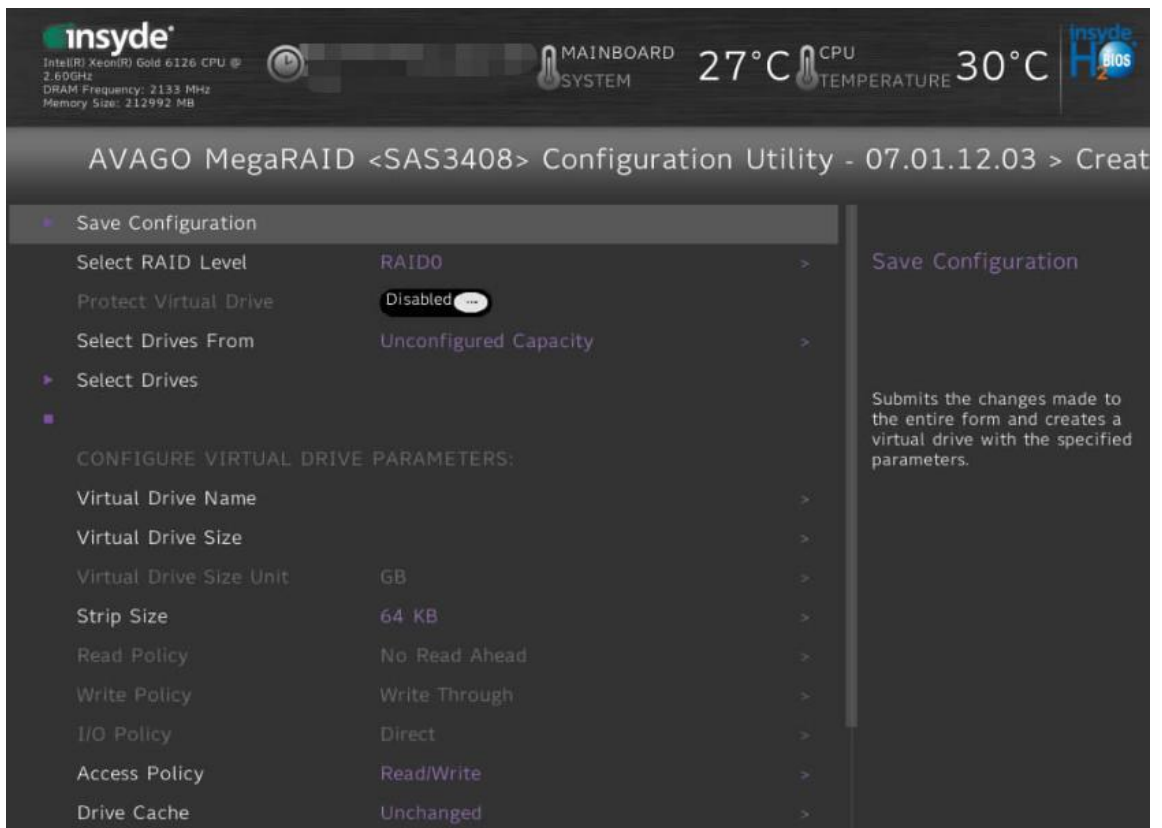 insyde
Intel(R) Xeon(R) Gold 6126 CPU @
2.60GHz
DRAM Frequency: 2133 MHz
Memory Size: 212992 MB
MAINBOARD
SYSTEM
27°C
CPU
TEMPERATURE
30°C
insyde
H2 BIOS
AVAGO MegaRAID <SAS3408> Configuration Utility - 07.01.12.03 > Creat
Save Configuration
Select RAID Level RAID0 >
Protect Virtual Drive Disabled ...
Select Drives From Unconfigured Capacity >
Select Drives
CONFIGURE VIRTUAL DRIVE PARAMETERS:
Virtual Drive Name >
Virtual Drive Size >
Virtual Drive Size Unit GB >
Strip Size 64 KB >
Read Policy No Read Ahead >
Write Policy Write Through >
I/O Policy Direct >
Access Policy Read/Write >
Drive Cache Unchanged >
Save Configuration
Submits the changes made to
the entire form and creates a
virtual drive with the specified
parameters.